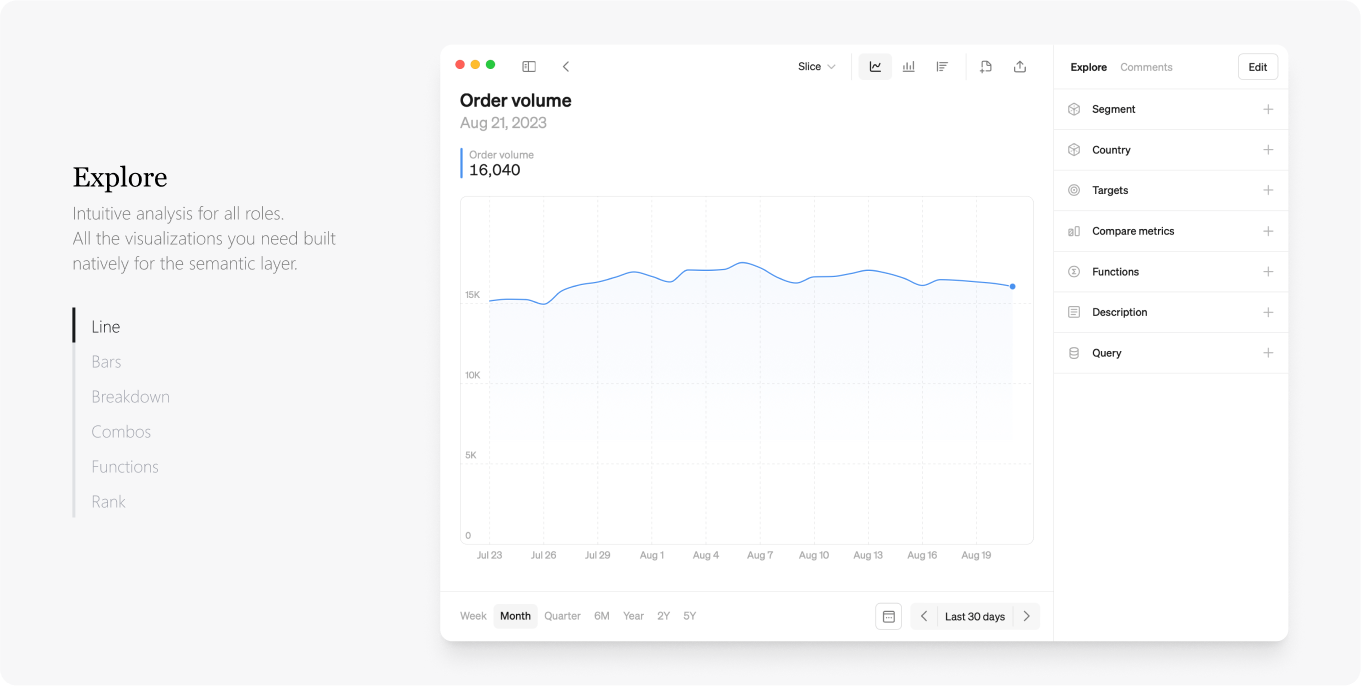 Explore
Intuitive analysis for all roles.
All the visualizations you need built
natively for the semantic layer.
Line
Bars
Breakdown
Combos
Functions
Rank
Slice
Order volume
Aug 21, 2023
Order volume
16,040
15K
10K
5K
0
Jul 23 Jul 26 Jul 29 Aug 1 Aug 4 Aug 7 Aug 10 Aug 13 Aug 16 Aug 19
Week Month Quarter 6M Year 2Y 5Y
Last 30 days
Explore Comments Edit
Segment
Country
Targets
Compare metrics
Functions
Description
Query